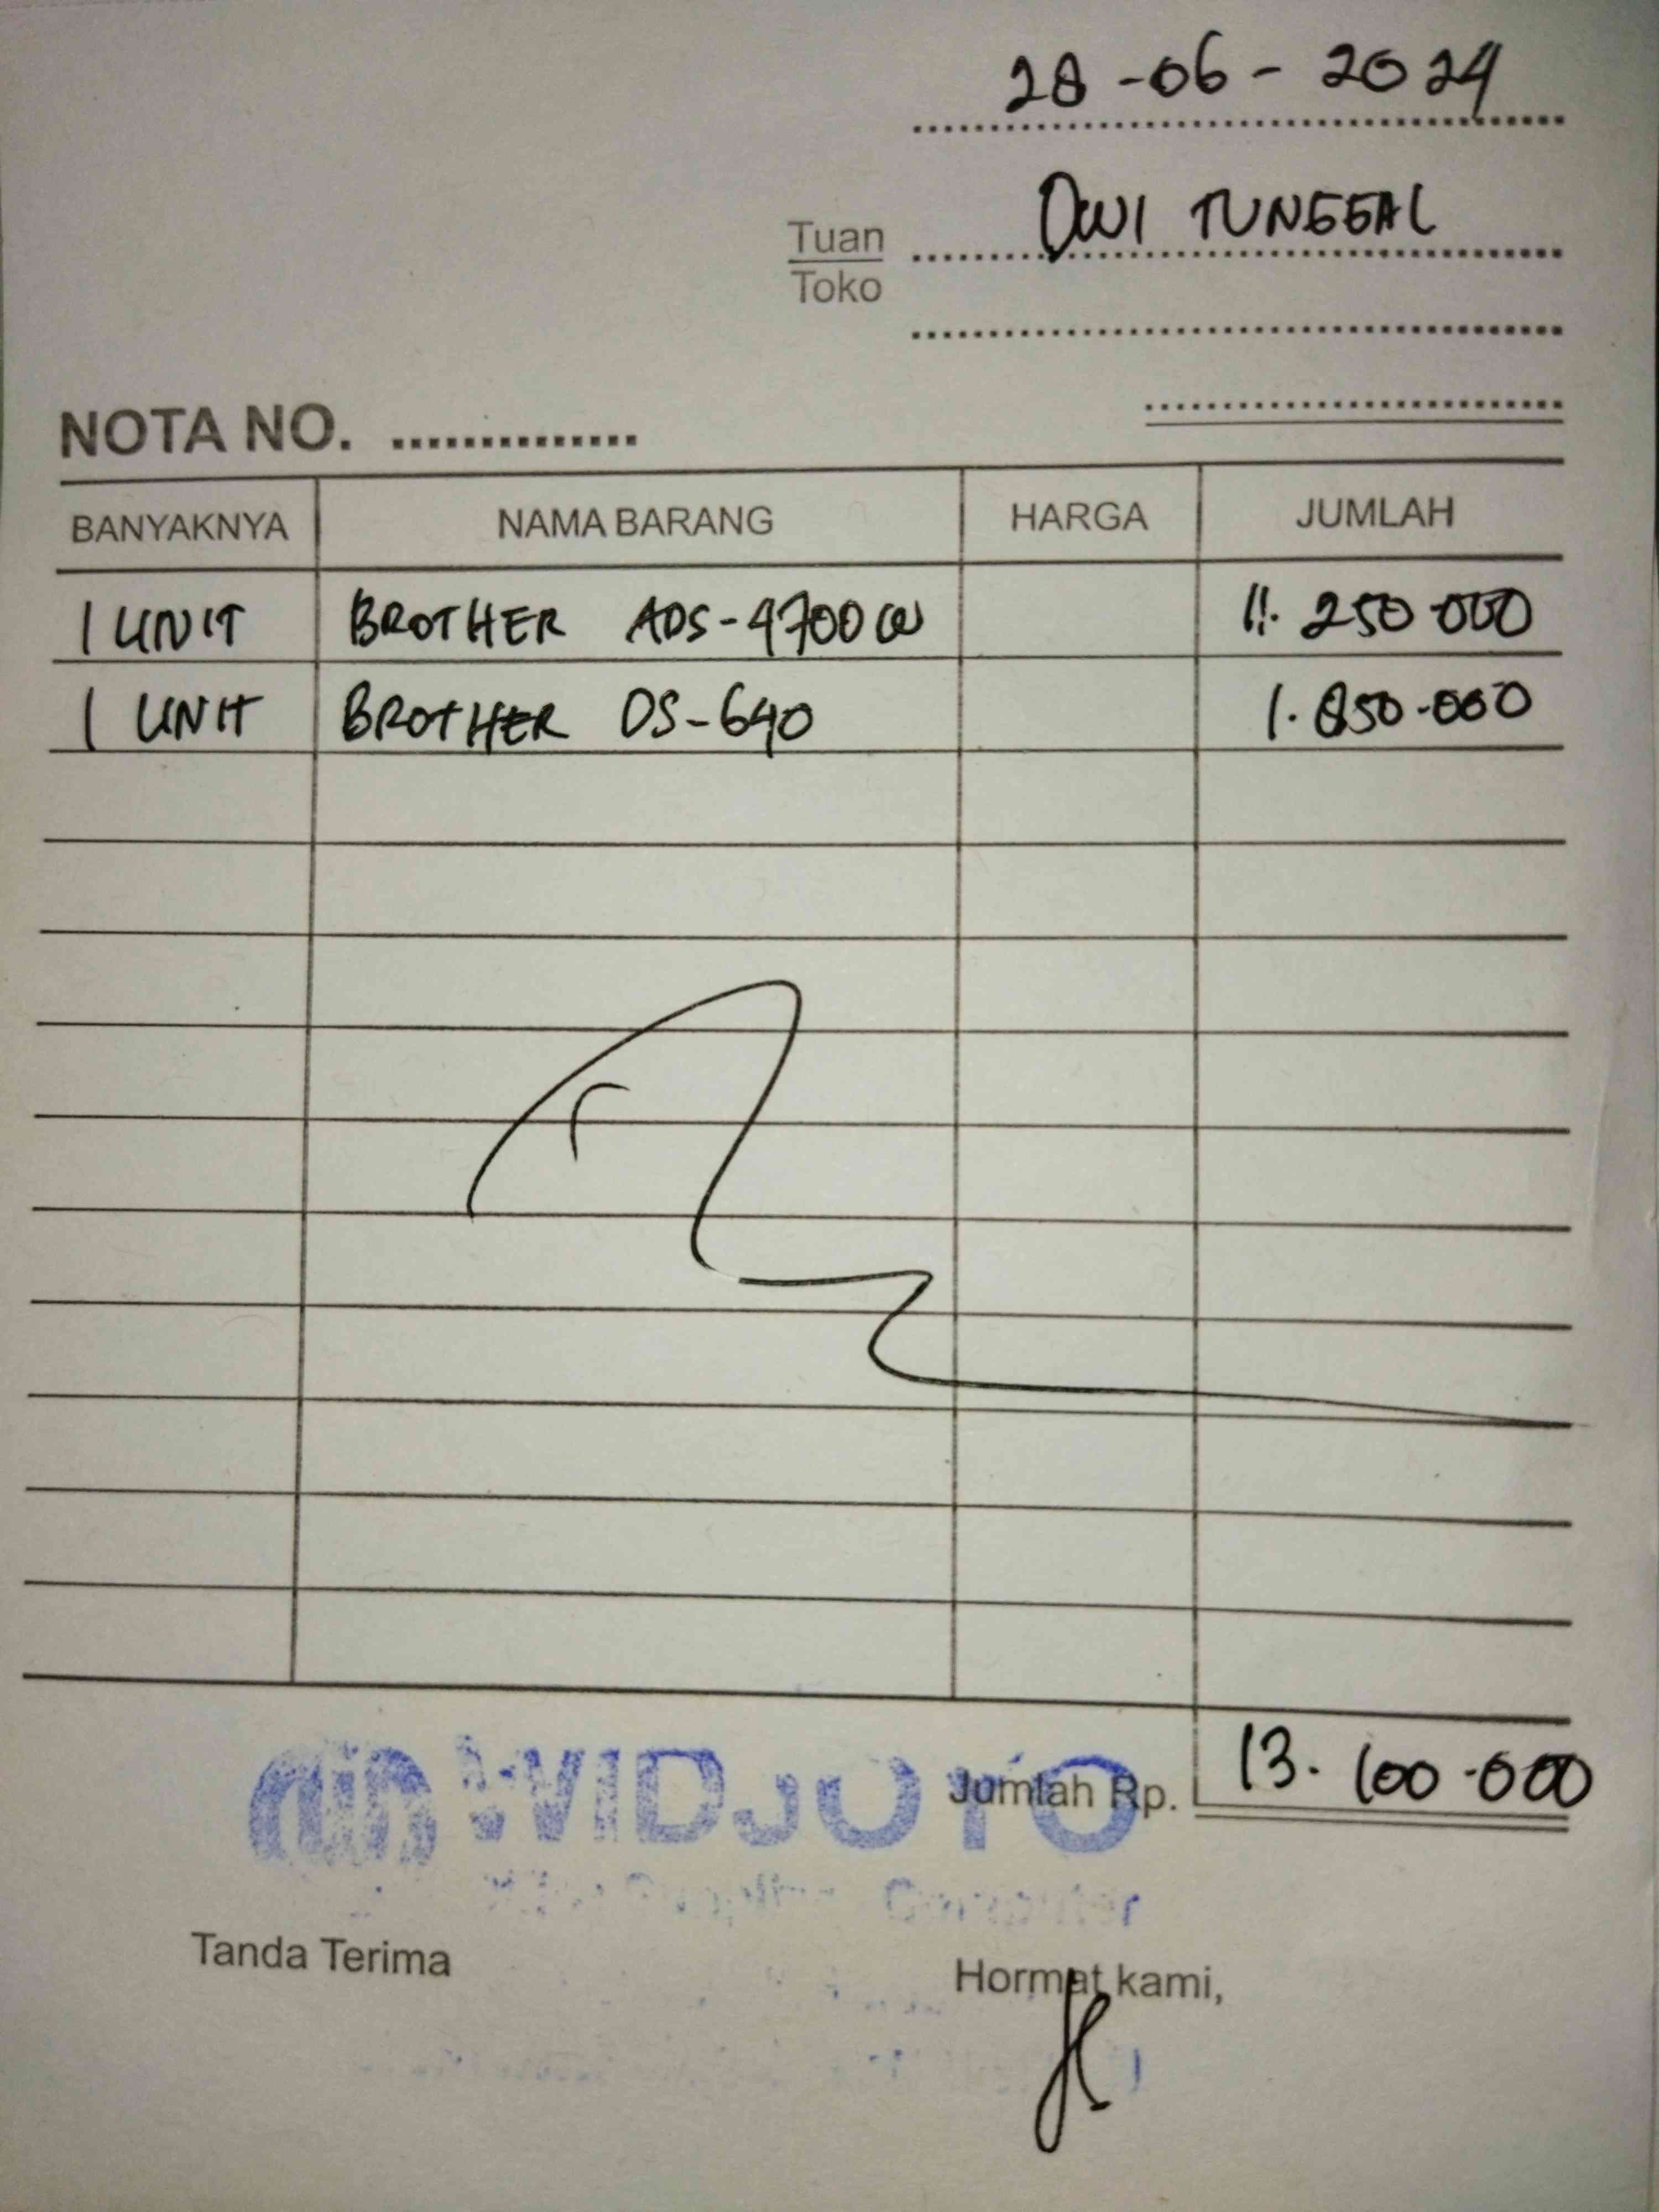 28-06-2024
Tuan DWI TUNGGAL
Toko
NOTA NO. ..............
BANYAKNYA NAMA BARANG HARGA JUMLAH
1 UNIT BROTHER ADS-4700W 11.250.000
1 UNIT BROTHER DS-640 1.850.000
WIDJOYO
Jumlah Rp. 13.100.000
Computer
Tanda Terima Hormat kami,